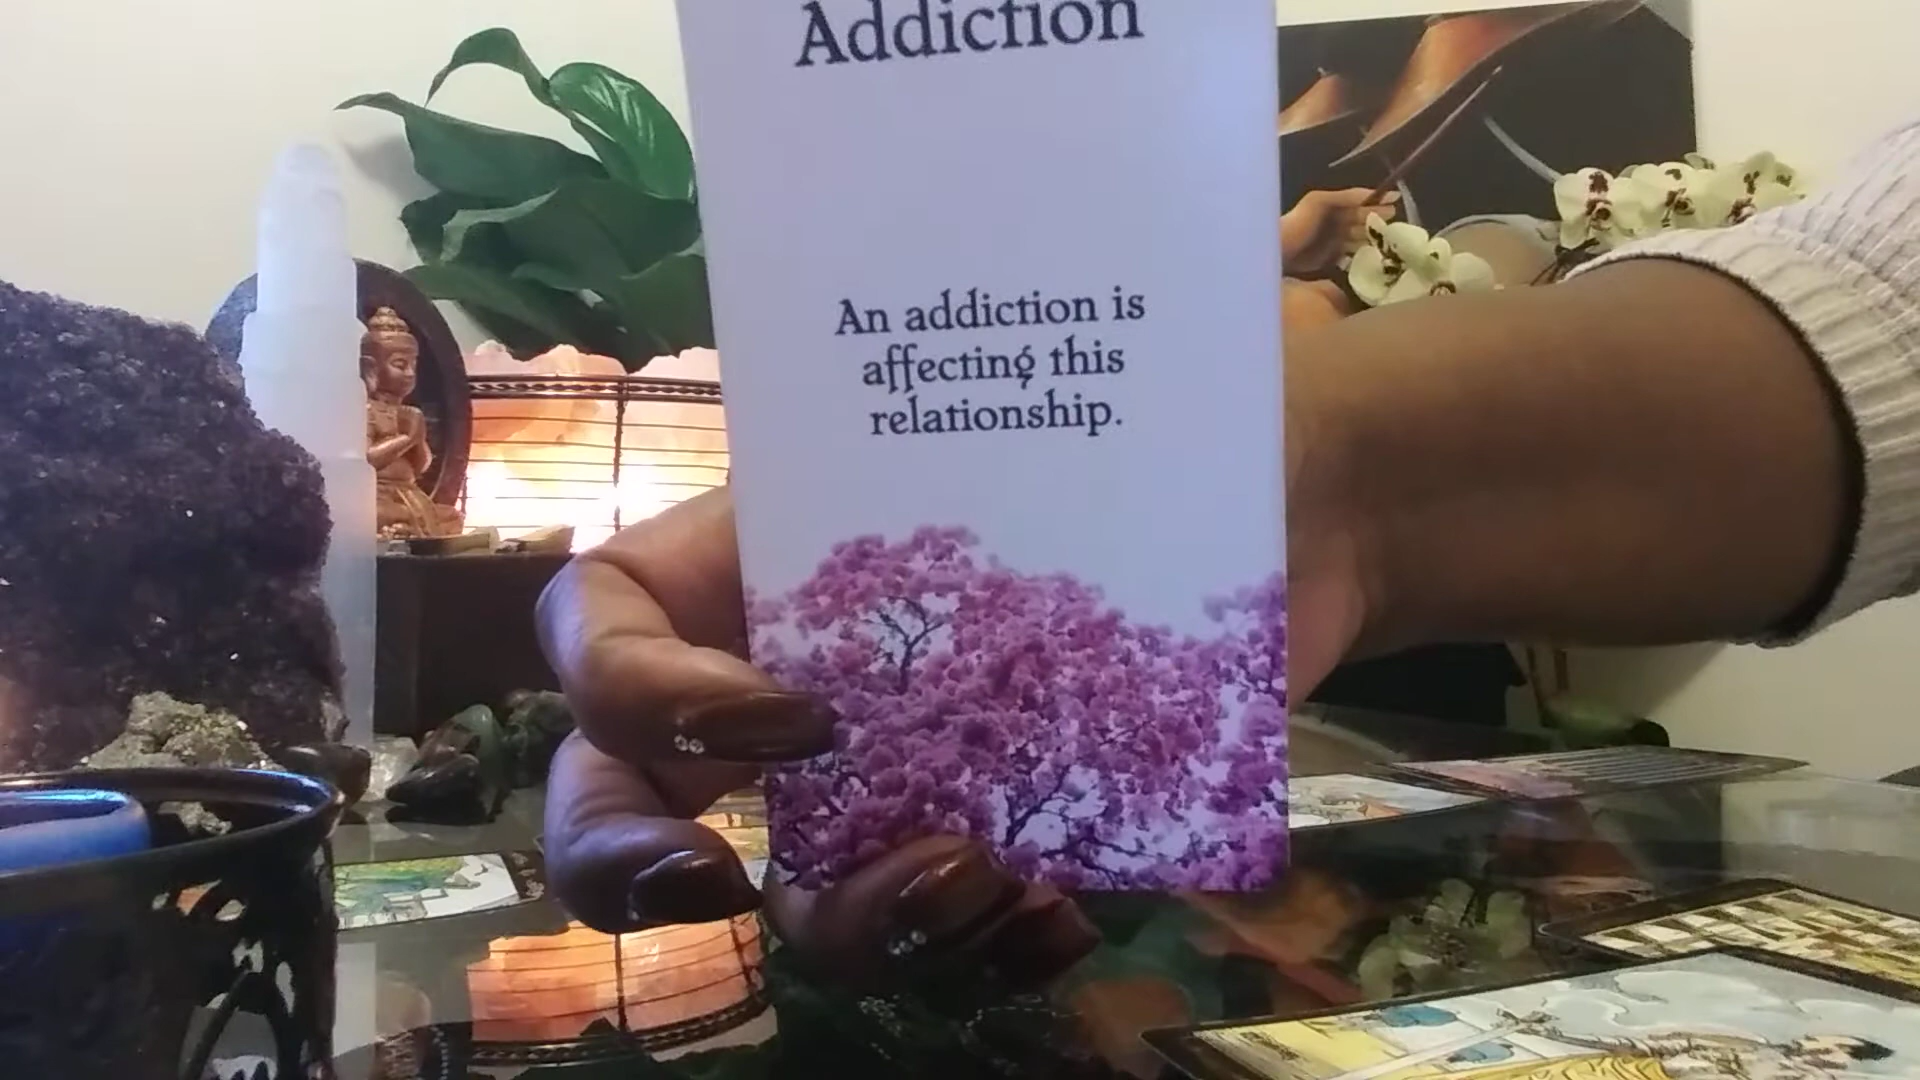 Addiction
An addiction is
affecting this
relationship.